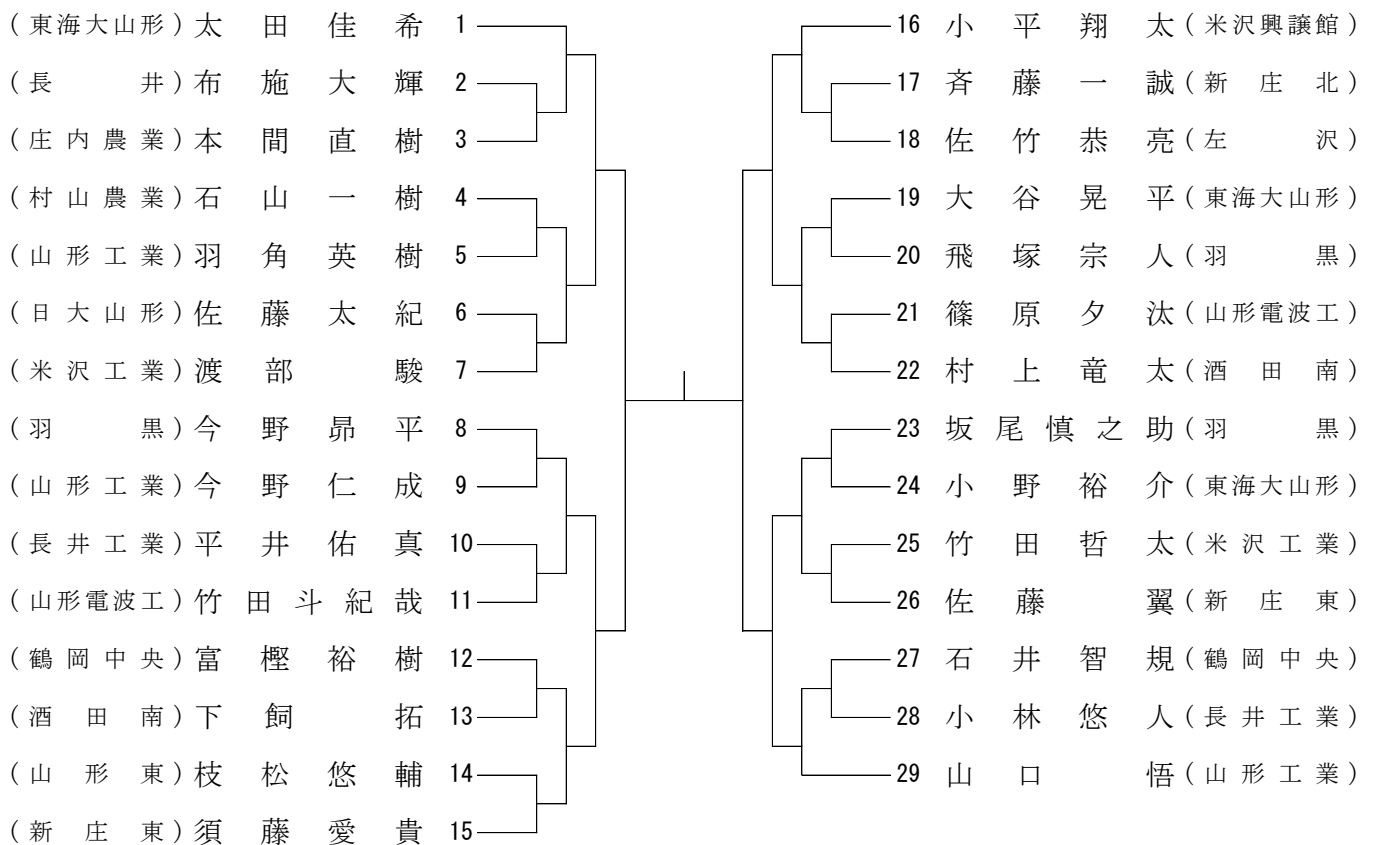 (東海大山形) 太田佳希 1
(長井) 布施大輝 2
(庄内農業) 本間直樹 3
(村山農業) 石山一樹 4
(山形工業) 羽角英樹 5
(日大山形) 佐藤太紀 6
(米沢工業) 渡部駿 7
(羽黒) 今野昴平 8
(山形工業) 今野仁成 9
(長井工業) 平井佑真 10
(山形電波工) 竹田斗紀哉 11
(鶴岡中央) 富樫裕樹 12
(酒田南) 下飼拓 13
(山形東) 枝松悠輔 14
(新庄東) 須藤愛貴 15
16 小平翔太 (米沢興譲館)
17 斉藤一誠 (新庄北)
18 佐竹恭亮 (左沢)
19 大谷晃平 (東海大山形)
20 飛塚宗人 (羽黒)
21 篠原夕汰 (山形電波工)
22 村上竜太 (酒田南)
23 坂尾慎之助 (羽黒)
24 小野裕介 (東海大山形)
25 竹田哲太 (米沢工業)
26 佐藤翼 (新庄東)
27 石井智規 (鶴岡中央)
28 小林悠人 (長井工業)
29 山口悟 (山形工業)